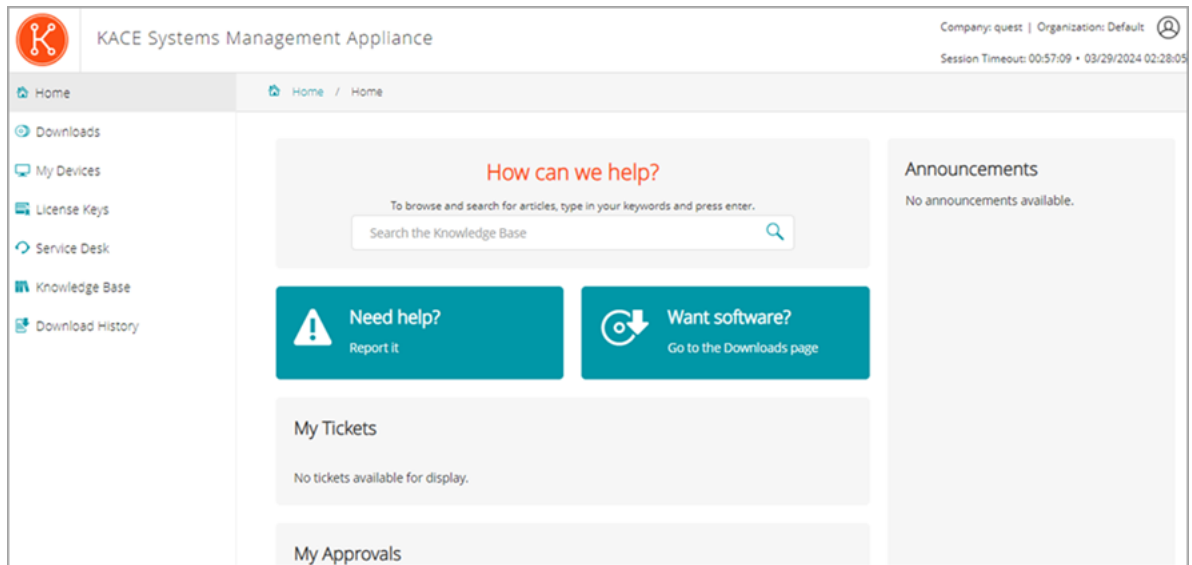 KACE Systems Management Appliance
Company: quest | Organization: Default
Session Timeout: 00:57:09 • 03/29/2024 02:28:05
Home
Downloads
My Devices
License Keys
Service Desk
Knowledge Base
Download History
Home / Home
How can we help?
To browse and search for articles, type in your keywords and press enter.
Search the Knowledge Base
Need help?
Report it
Want software?
Go to the Downloads page
My Tickets
No tickets available for display.
My Approvals
Announcements
No announcements available.